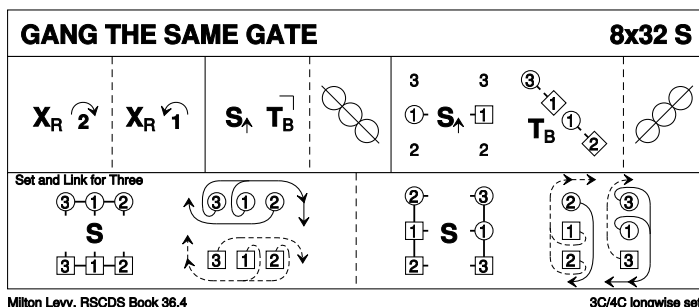 GANG THE SAME GATE 8x32 S
XR 2 XR 1 S TB
3 3
1 S 1
2 2
3 1 TB 1 2
Set and Link for Three
3 1 2
S
3 1 2
3 1 2
3 1 2
2 3
1 S 1
2 3
2 3
1 1
2 3
Milton Levy, RSCDS Book 36.4 3C/4C longwise set